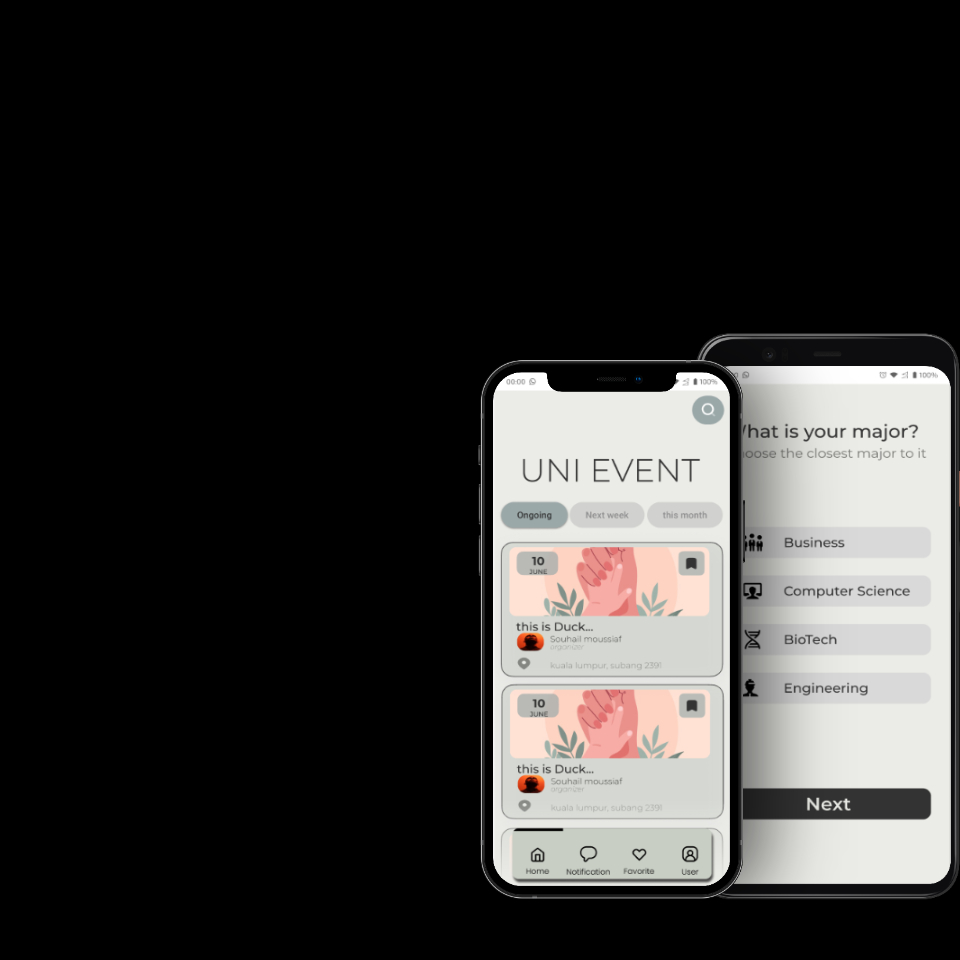 00:00
100%
UNI EVENT
Ongoing
Next week
this month
10
JUNE
this is Duck...
Souhail moussiaf
organizer
kuala lumpur, subang 2391
10
JUNE
this is Duck...
Souhail moussiaf
organizer
kuala lumpur, subang 2391
Home
Notification
Favorite
User
100%
hat is your major?
oose the closest major to it
Business
Computer Science
BioTech
Engineering
Next